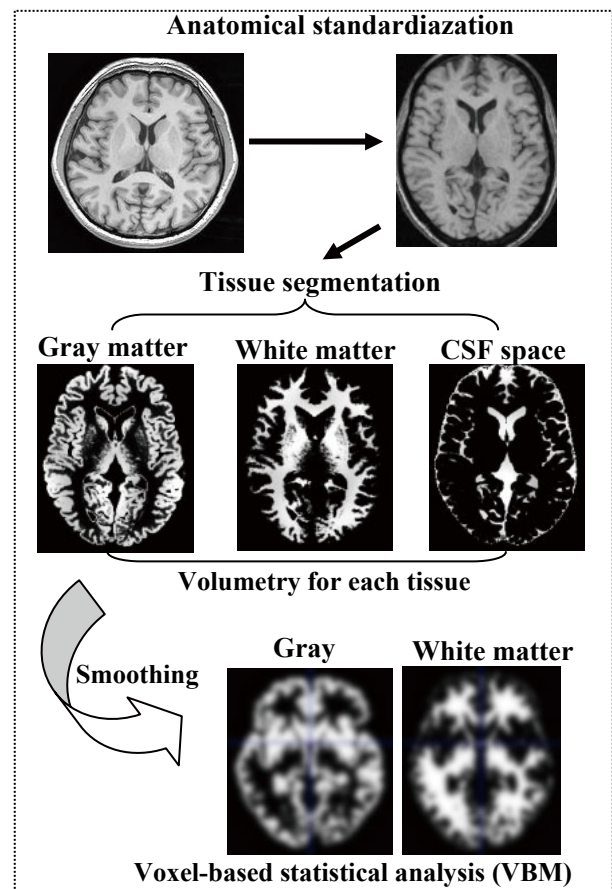 Anatomical standardiazation
Tissue segmentation
Gray matter White matter CSF space
Volumetry for each tissue
Smoothing
Gray White matter
Voxel-based statistical analysis (VBM)